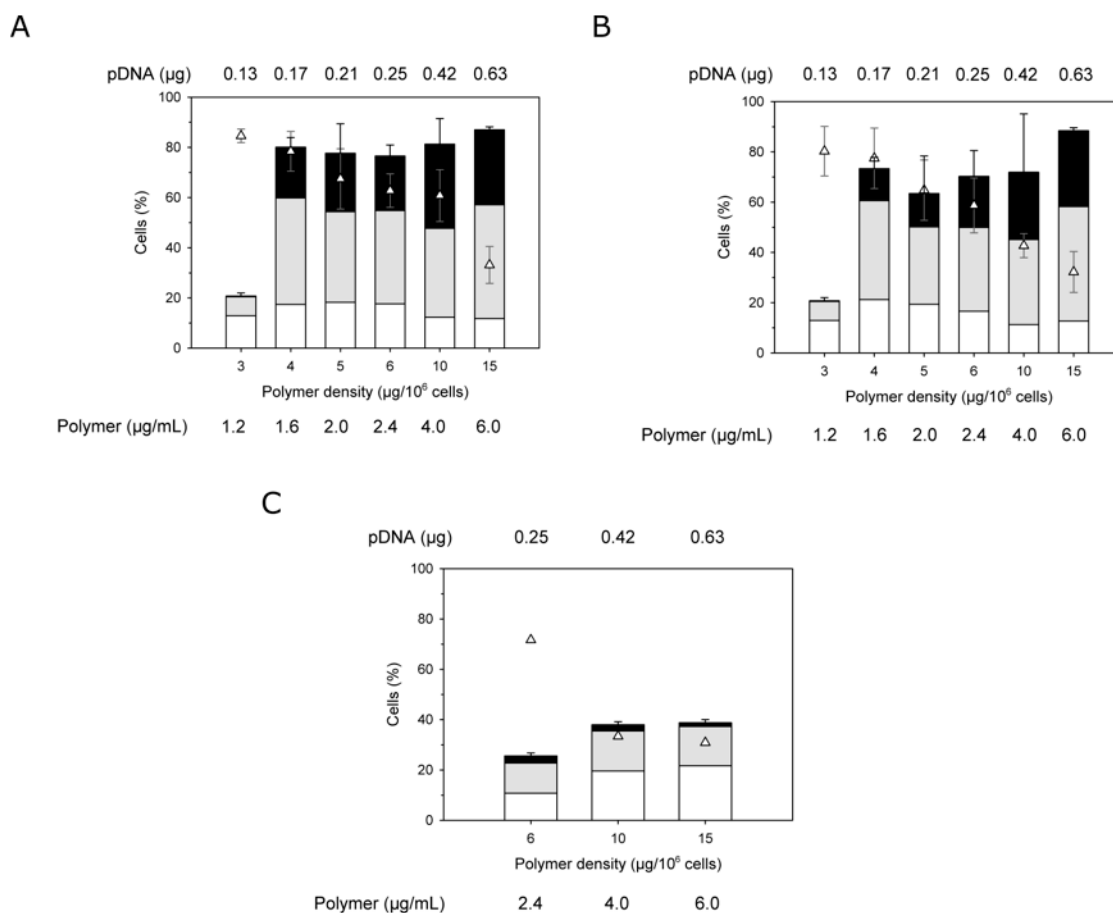 A
pDNA (µg) 0.13 0.17 0.21 0.25 0.42 0.63
100
80
60
40
20
0
Cells (%)
3 4 5 6 10 15
Polymer density (µg/10⁶ cells)
Polymer (µg/mL) 1.2 1.6 2.0 2.4 4.0 6.0
B
pDNA (µg) 0.13 0.17 0.21 0.25 0.42 0.63
100
80
60
40
20
0
Cells (%)
3 4 5 6 10 15
Polymer density (µg/10⁶ cells)
Polymer (µg/mL) 1.2 1.6 2.0 2.4 4.0 6.0
C
pDNA (µg) 0.25 0.42 0.63
100
80
60
40
20
0
Cells (%)
6 10 15
Polymer density (µg/10⁶ cells)
Polymer (µg/mL) 2.4 4.0 6.0